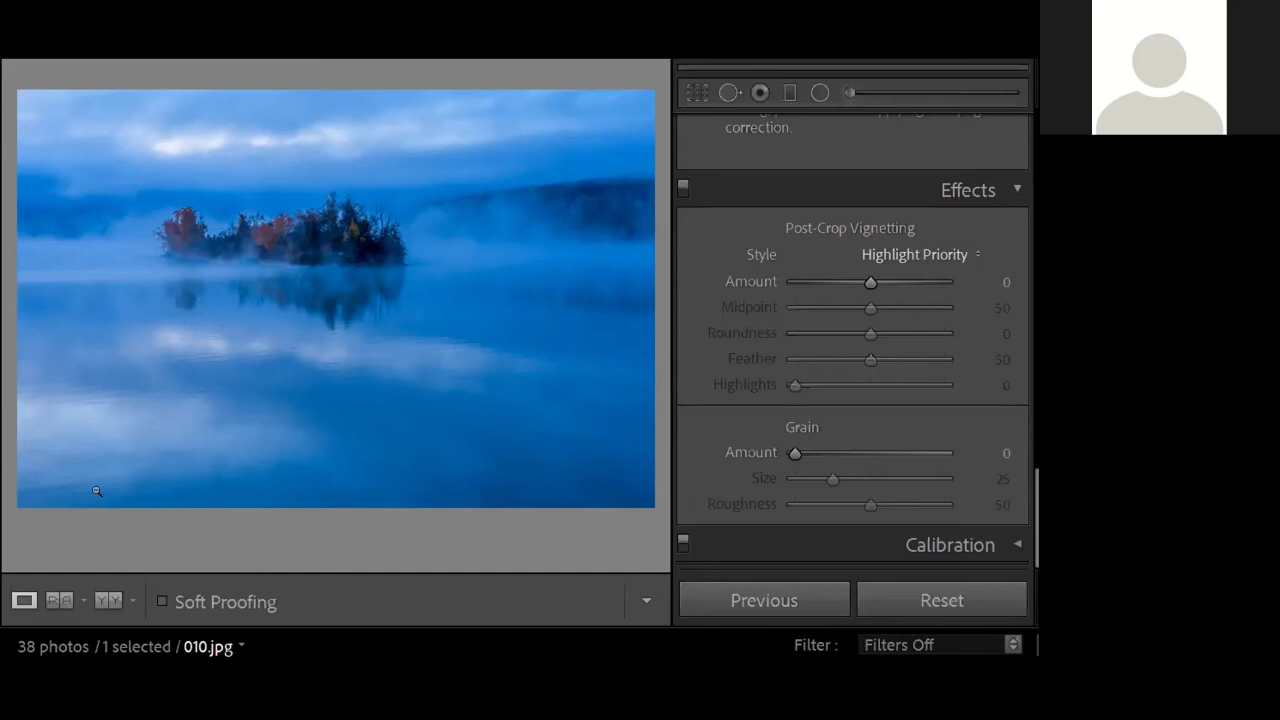 correction.
Effects
Post-Crop Vignetting
Style Highlight Priority
Amount 0
Midpoint 50
Roundness 0
Feather 50
Highlights 0
Grain
Amount 0
Size 25
Roughness 50
Calibration
R A Y Y Soft Proofing
Previous Reset
38 photos / 1 selected / 010.jpg
Filter : Filters Off